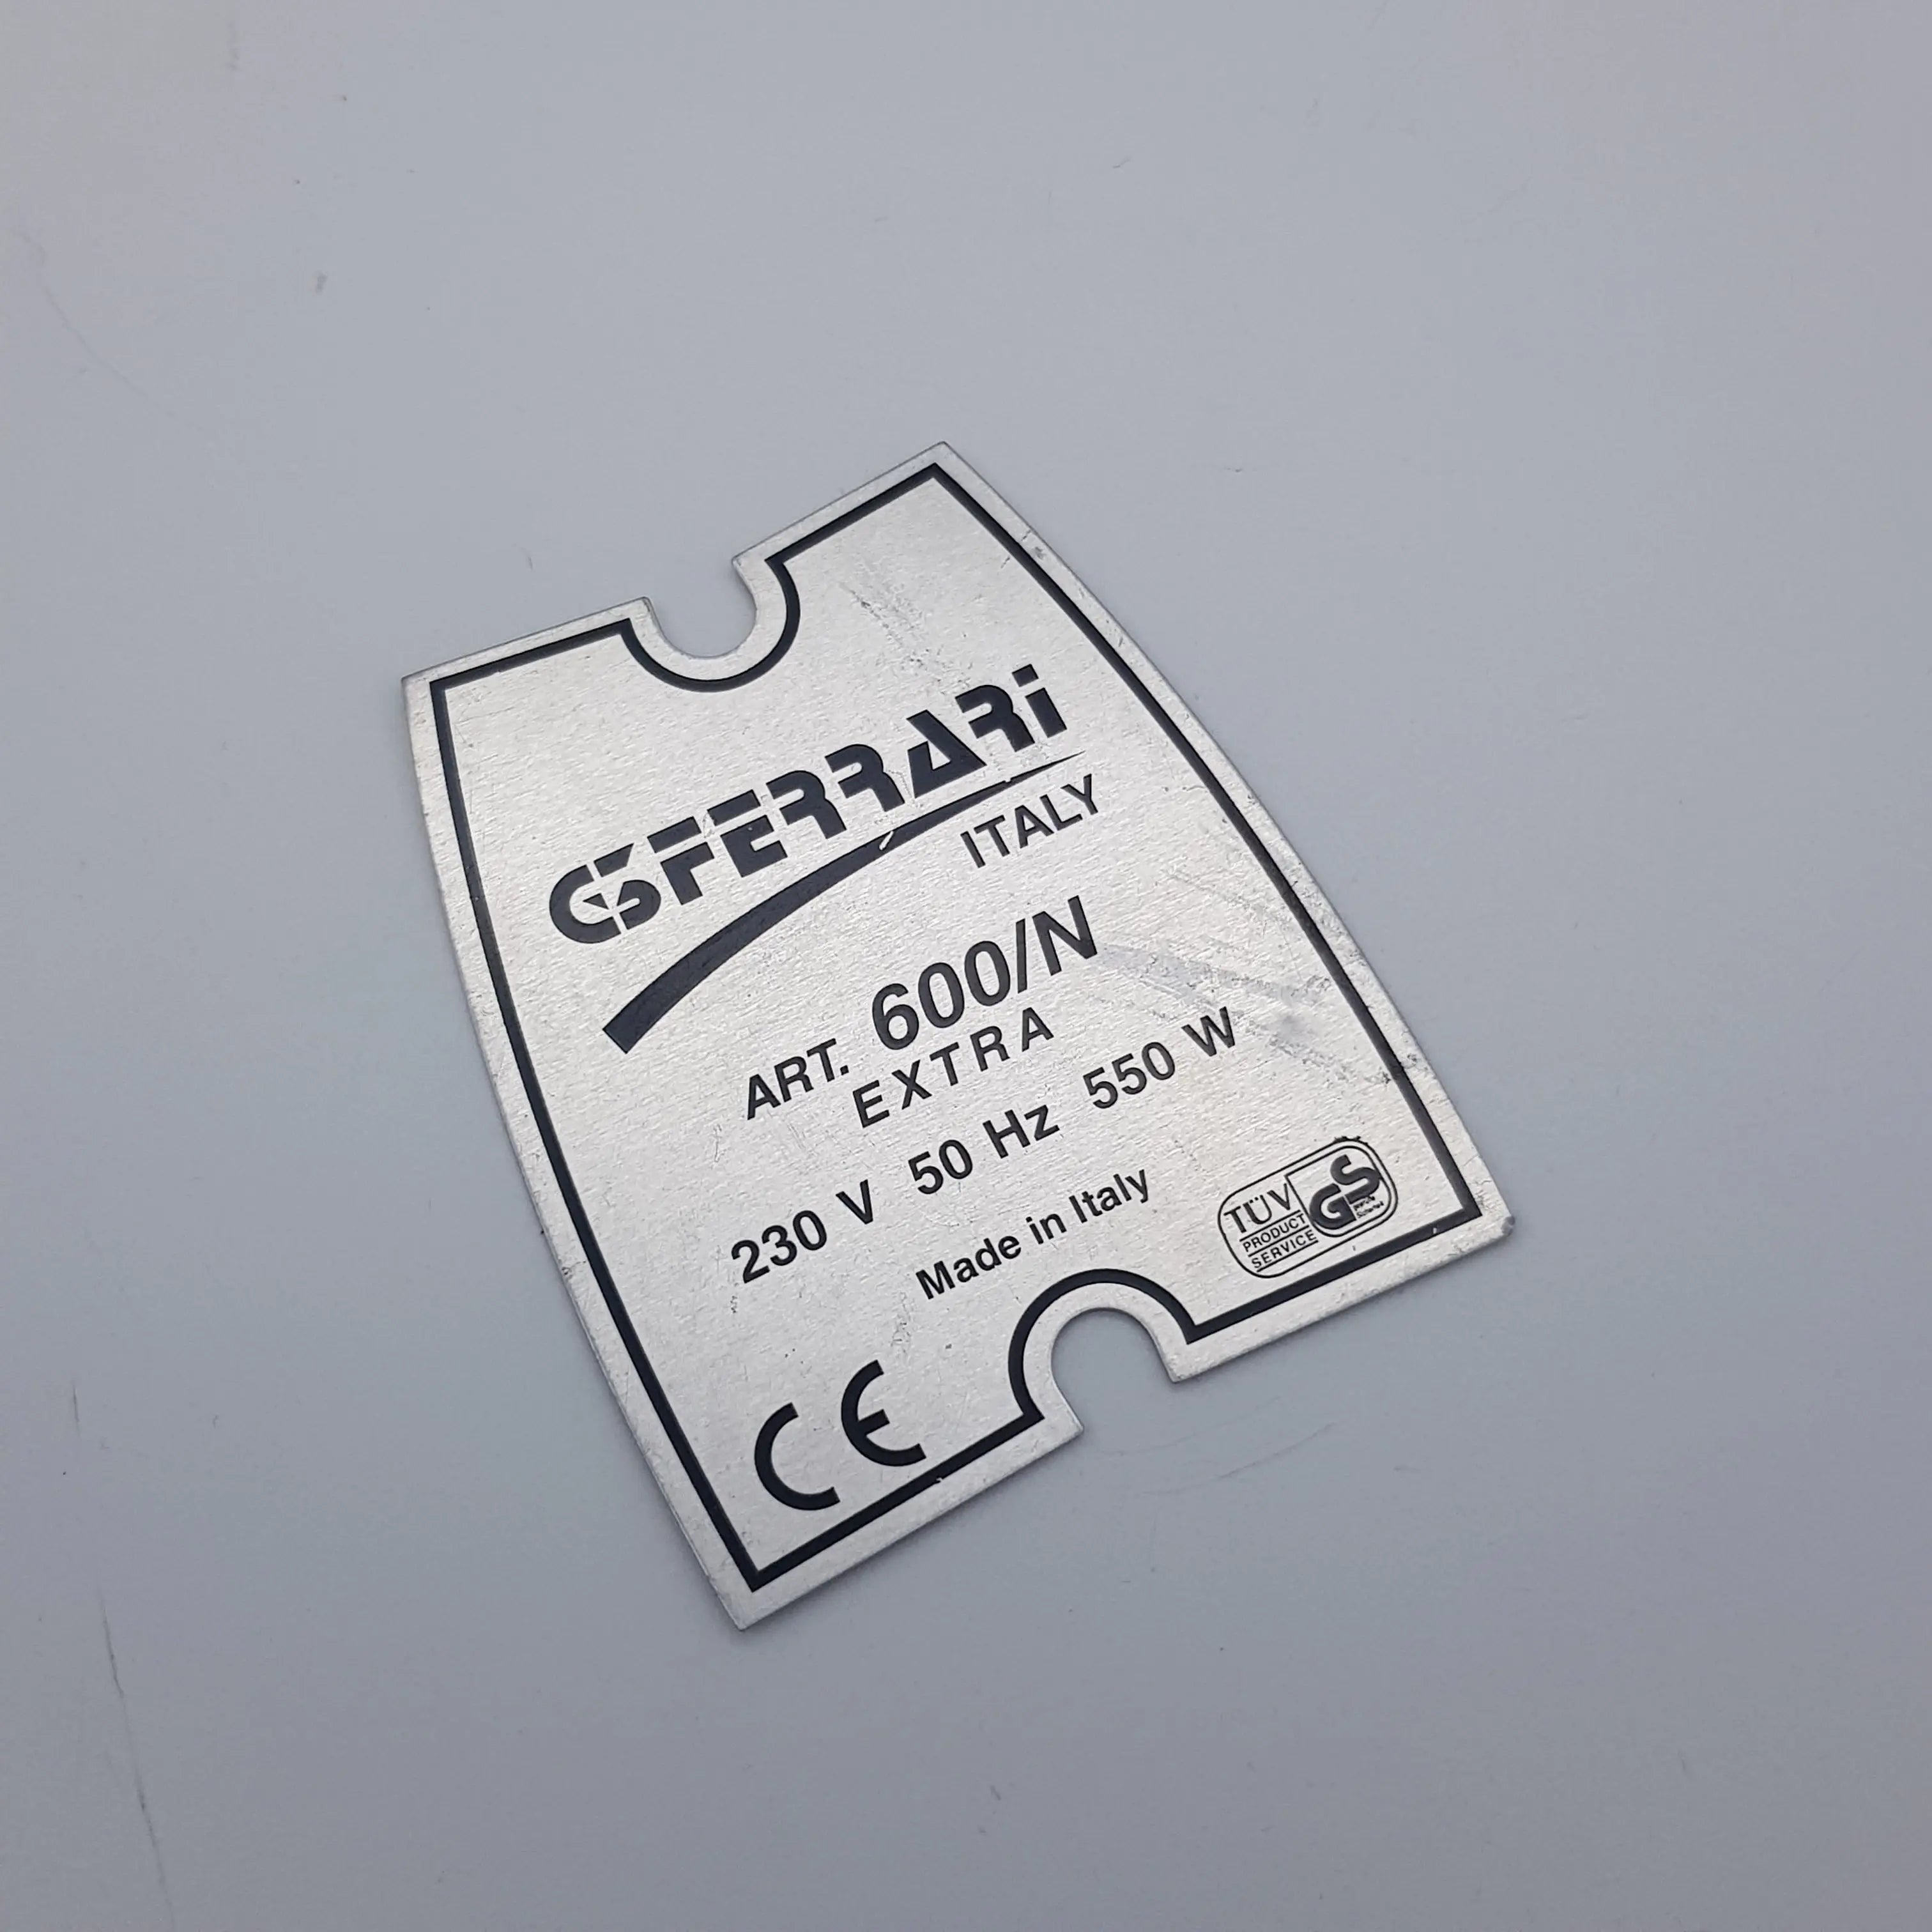 G3FERRARi
ITALY
ART. 600/N
EXTRA
230 V 50 Hz 550 W
Made in Italy
TÜV
PRODUCT
SERVICE
GS
CE